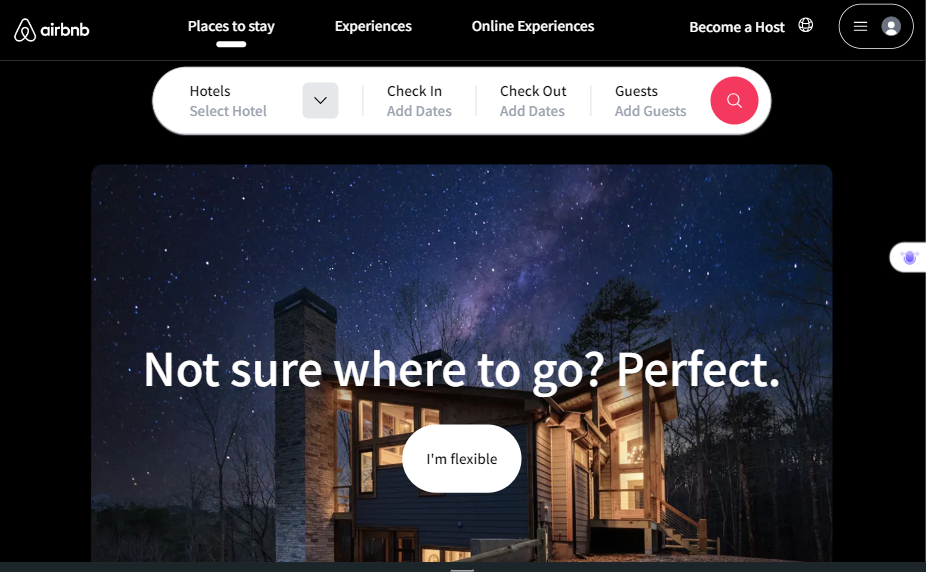 airbnb
Places to stay
Experiences
Online Experiences
Become a Host
Hotels
Select Hotel
Check In
Add Dates
Check Out
Add Dates
Guests
Add Guests
Not sure where to go? Perfect.
I'm flexible